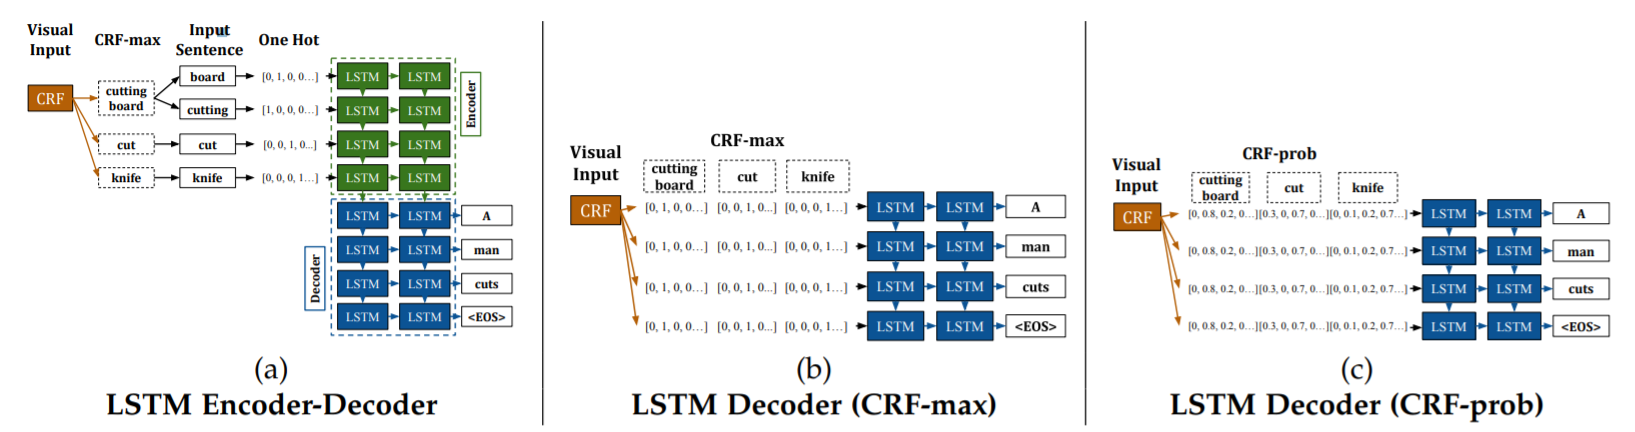 Visual
Input
CRF-max
Input
Sentence
One Hot
CRF
cutting
board
board
[0, 1, 0, 0…]
LSTM
LSTM
cutting
[1, 0, 0, 0…]
LSTM
LSTM
cut
cut
[0, 0, 1, 0...]
LSTM
LSTM
knife
knife
[0, 0, 0, 1…]
LSTM
LSTM
Encoder
LSTM
LSTM
A
LSTM
LSTM
man
LSTM
LSTM
cuts
LSTM
LSTM
<EOS>
Decoder
(a)
LSTM Encoder-Decoder
CRF-max
Visual
Input
cutting
board
cut
knife
CRF
[0, 1, 0, 0…] [0, 0, 1, 0...] [0, 0, 0, 1…]
LSTM
LSTM
A
[0, 1, 0, 0…] [0, 0, 1, 0...] [0, 0, 0, 1…]
LSTM
LSTM
man
[0, 1, 0, 0…] [0, 0, 1, 0...] [0, 0, 0, 1…]
LSTM
LSTM
cuts
[0, 1, 0, 0…] [0, 0, 1, 0...] [0, 0, 0, 1…]
LSTM
LSTM
<EOS>
(b)
LSTM Decoder (CRF-max)
CRF-prob
Visual
Input
cutting
board
cut
knife
CRF
[0, 0.8, 0.2, 0…][0.3, 0, 0.7, 0…][0, 0.1, 0.2, 0.7…]
LSTM
LSTM
A
[0, 0.8, 0.2, 0…][0.3, 0, 0.7, 0…][0, 0.1, 0.2, 0.7…]
LSTM
LSTM
man
[0, 0.8, 0.2, 0…][0.3, 0, 0.7, 0…][0, 0.1, 0.2, 0.7…]
LSTM
LSTM
cuts
[0, 0.8, 0.2, 0…][0.3, 0, 0.7, 0…][0, 0.1, 0.2, 0.7…]
LSTM
LSTM
<EOS>
(c)
LSTM Decoder (CRF-prob)